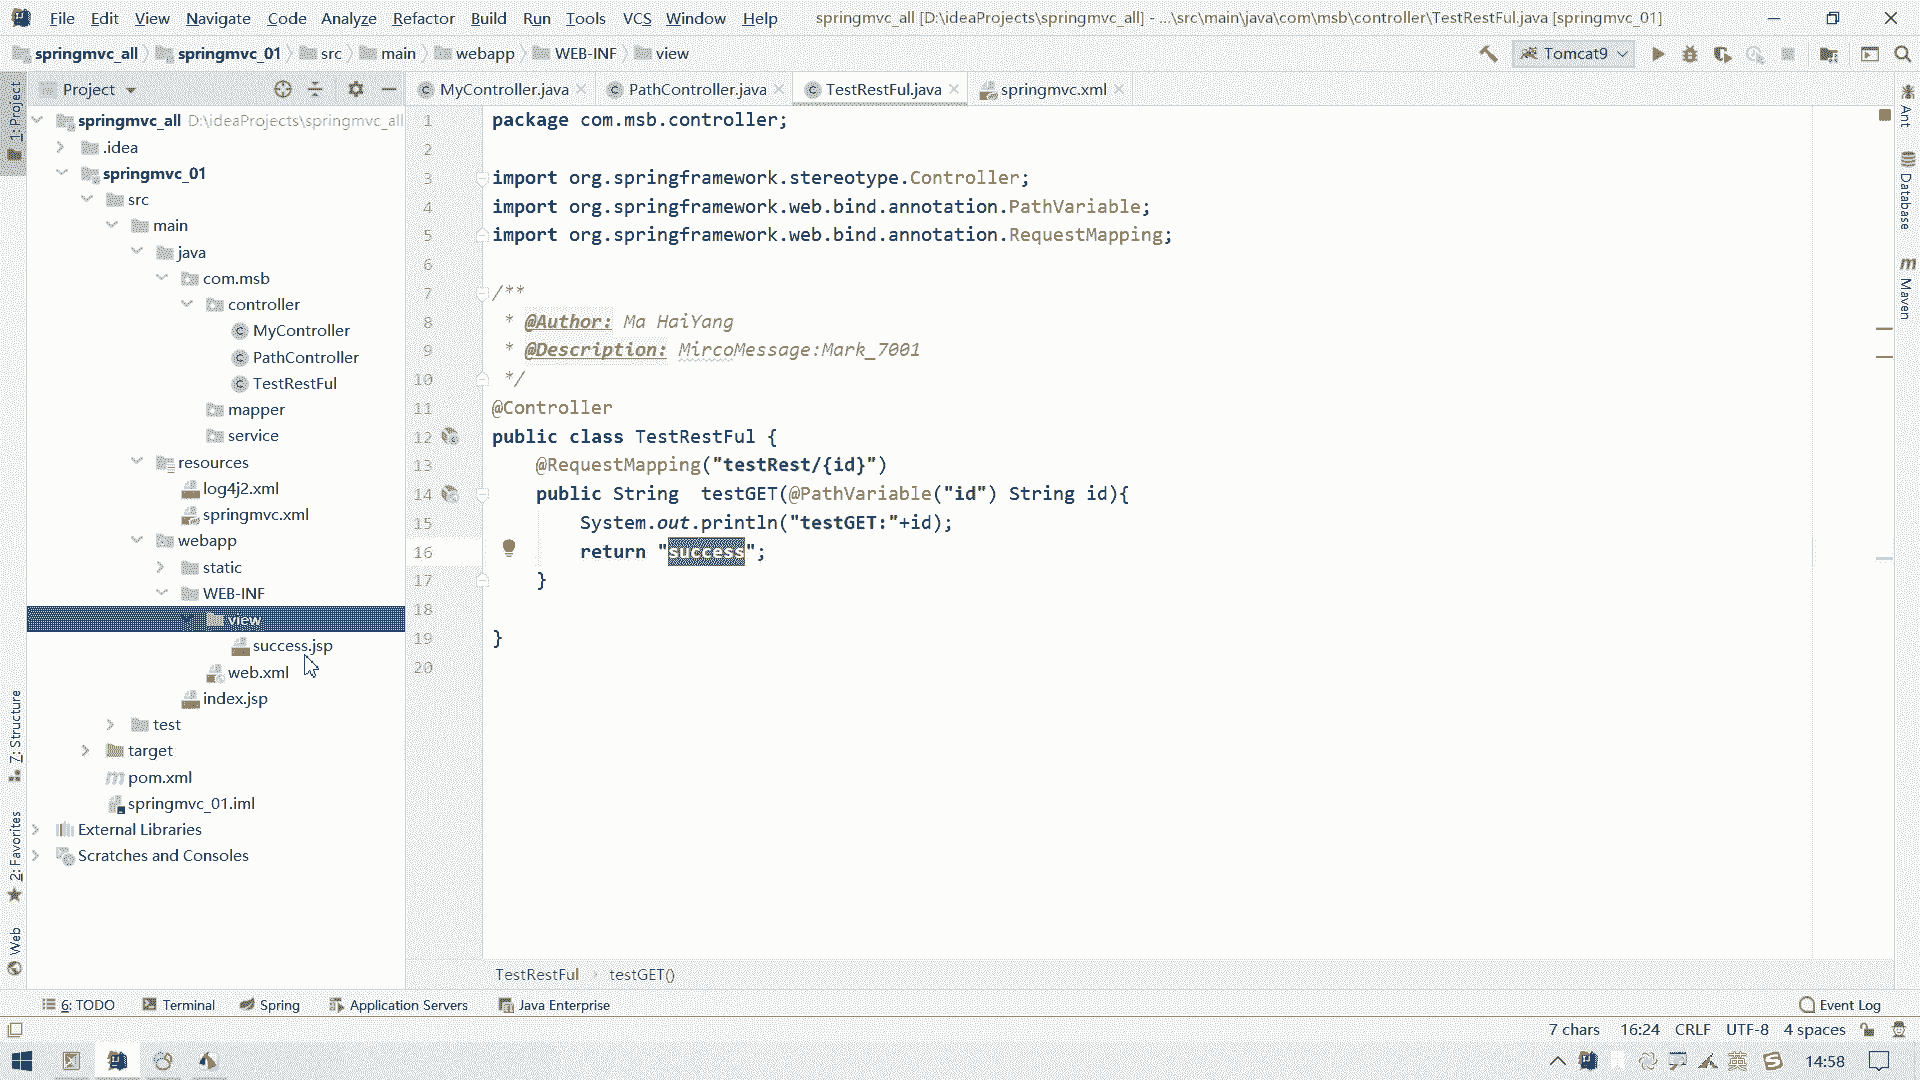 File Edit View Navigate Code Analyze Refactor Build Run Tools VCS Window Help springmvc_all [D:\ideaProjects\springmvc_all] - ...\src\main\java\com\msb\controller\TestRestFul.java [springmvc_01]
springmvc_all springmvc_01 src main webapp WEB-INF view Tomcat9
Project MyController.java PathController.java TestRestFul.java springmvc.xml
1: Project
7: Structure
2: Favorites
Web
springmvc_all D:\ideaProjects\springmvc_all
.idea
springmvc_01
src
main
java
com.msb
controller
MyController
PathController
TestRestFul
mapper
service
resources
log4j2.xml
springmvc.xml
webapp
static
WEB-INF
view
success.jsp
web.xml
index.jsp
test
target
pom.xml
springmvc_01.iml
External Libraries
Scratches and Consoles
1 package com.msb.controller;
2
3 import org.springframework.stereotype.Controller;
4 import org.springframework.web.bind.annotation.PathVariable;
5 import org.springframework.web.bind.annotation.RequestMapping;
6
7 /**
8 * @Author: Ma HaiYang
9 * @Description: MircoMessage:Mark_7001
10 */
11 @Controller
12 public class TestRestFul {
13 @RequestMapping("testRest/{id}")
14 public String testGET(@PathVariable("id") String id){
15 System.out.println("testGET:"+id);
16 return "success";
17 }
18
19 }
20
Ant
Database
Maven
TestRestFul testGET()
6: TODO Terminal Spring Application Servers Java Enterprise Event Log
7 chars 16:24 CRLF UTF-8 4 spaces
英 14:58